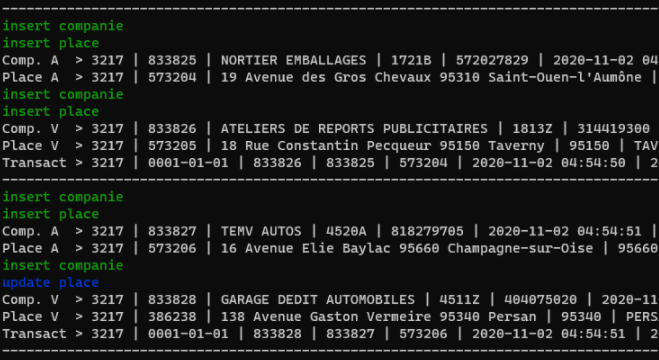 insert companie
insert place
Comp. A > 3217 | 833825 | NORTIER EMBALLAGES | 1721B | 572027829 | 2020-11-02 04
Place A > 3217 | 573204 | 19 Avenue des Gros Chevaux 95310 Saint-Ouen-l'Aumône |
insert companie
insert place
Comp. V > 3217 | 833826 | ATELIERS DE REPORTS PUBLICITAIRES | 1813Z | 314419300
Place V > 3217 | 573205 | 18 Rue Constantin Pecqueur 95150 Taverny | 95150 | TAV
Transact > 3217 | 0001-01-01 | 833826 | 833825 | 573204 | 2020-11-02 04:54:50 | 2
insert companie
insert place
Comp. A > 3217 | 833827 | TEMV AUTOS | 4520A | 818279705 | 2020-11-02 04:54:51 |
Place A > 3217 | 573206 | 16 Avenue Elie Baylac 95660 Champagne-sur-Oise | 95660
insert companie
update place
Comp. V > 3217 | 833828 | GARAGE DEDIT AUTOMOBILES | 4511Z | 404075020 | 2020-11
Place V > 3217 | 386238 | 138 Avenue Gaston Vermeire 95340 Persan | 95340 | PERS
Transact > 3217 | 0001-01-01 | 833828 | 833827 | 573206 | 2020-11-02 04:54:51 | 2